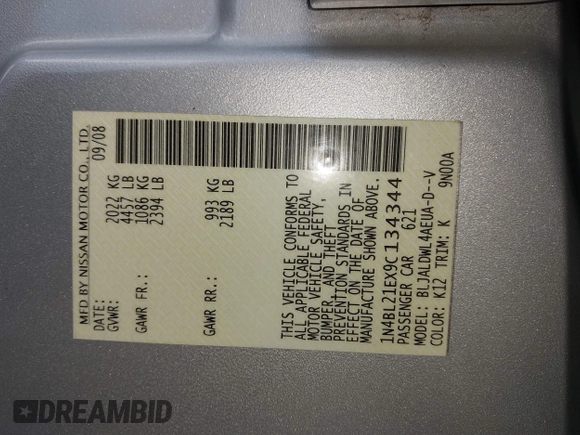 MFD BY NISSAN MOTOR CO., LTD.
DATE: 09/08
GVWR: 2022 KG
4457 LB
GAWR FR.: 1086 KG
2394 LB
GAWR RR.: 993 KG
2189 LB
THIS VEHICLE CONFORMS TO
ALL APPLICABLE FEDERAL
MOTOR VEHICLE SAFETY,
BUMPER, AND THEFT
PREVENTION STANDARDS IN
EFFECT ON THE DATE OF
MANUFACTURE SHOWN ABOVE.
1N4BL21EX9C134344
PASSENGER CAR 621
MODEL: BLJALDWL4AEUA-D--V
COLOR: K12 TRIM: K 9N00A
DREAMBID